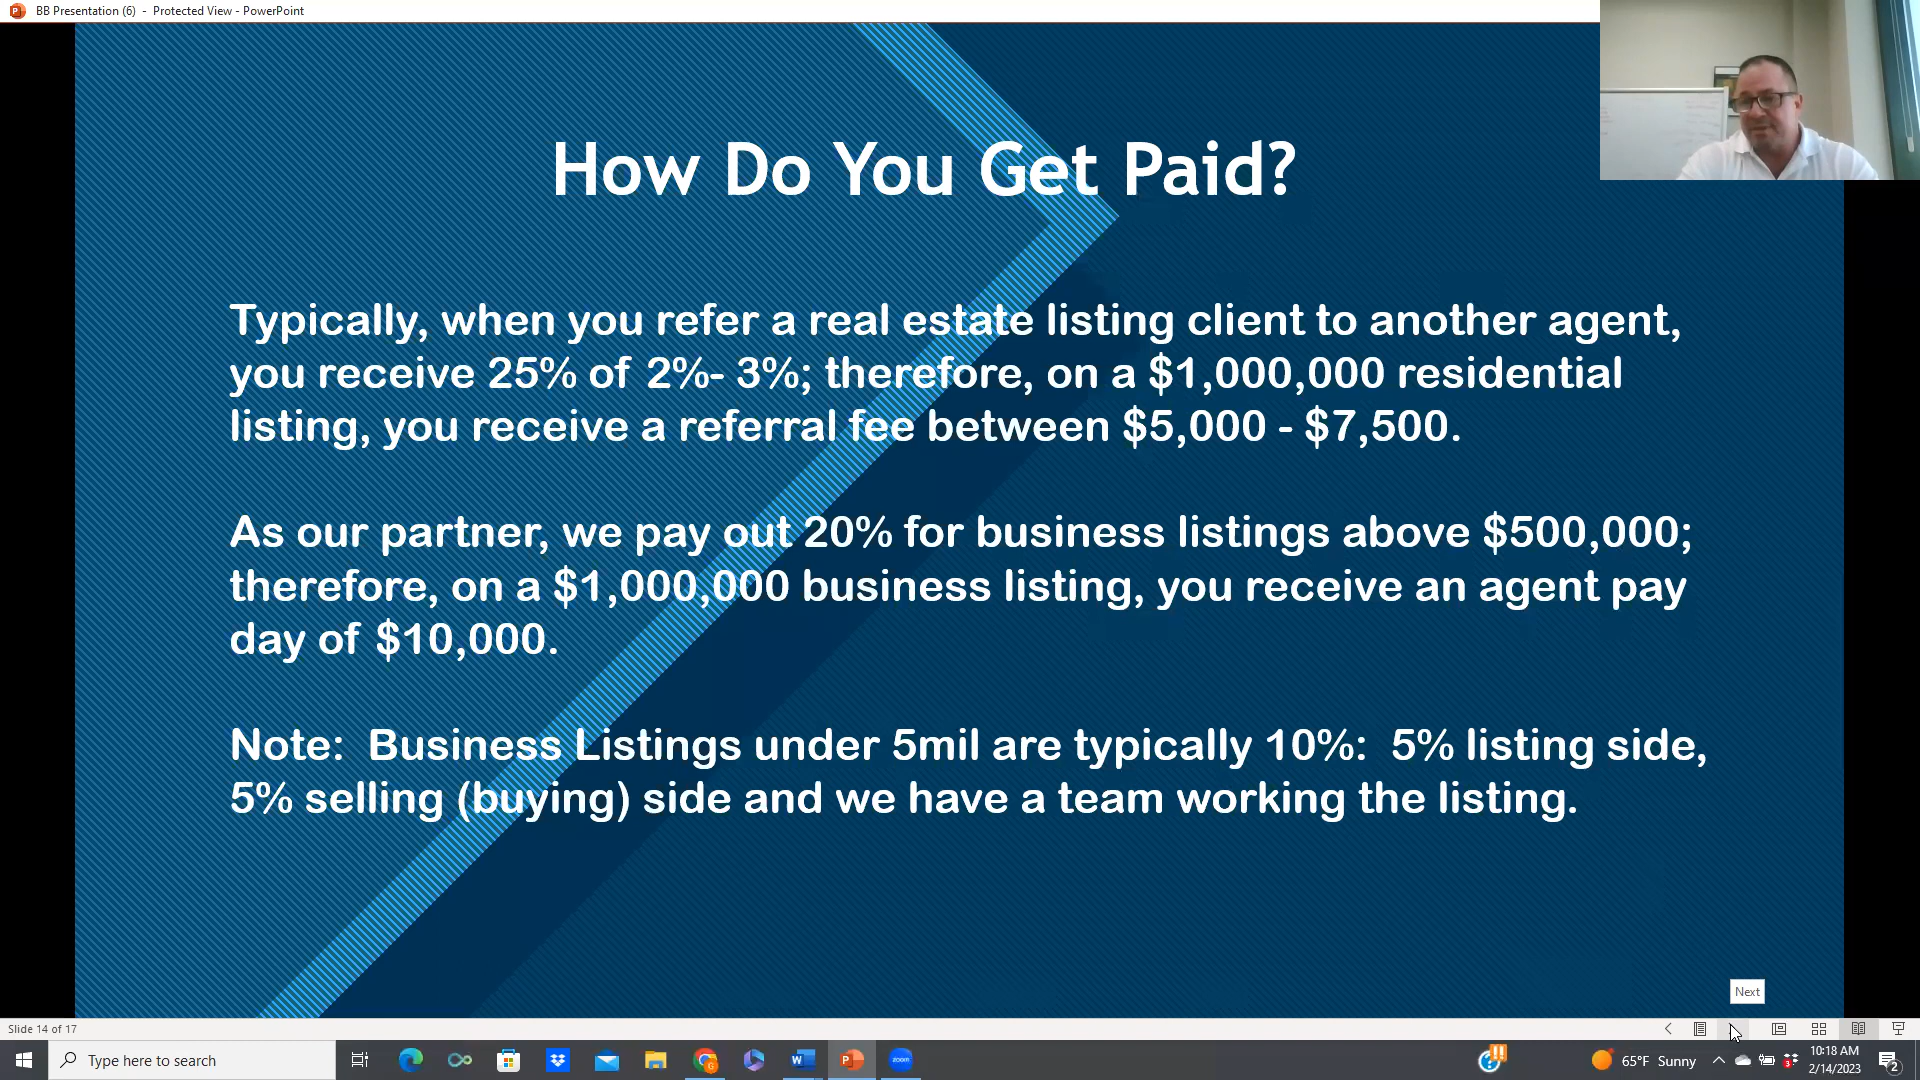 BB Presentation (6) - Protected View - PowerPoint
How Do You Get Paid?
Typically, when you refer a real estate listing client to another agent,
you receive 25% of 2%- 3%; therefore, on a $1,000,000 residential
listing, you receive a referral fee between $5,000 - $7,500.
As our partner, we pay out 20% for business listings above $500,000;
therefore, on a $1,000,000 business listing, you receive an agent pay
day of $10,000.
Note: Business Listings under 5mil are typically 10%: 5% listing side,
5% selling (buying) side and we have a team working the listing.
Next
Slide 14 of 17
Type here to search
zoom
65°F Sunny
3
10:18 AM
2/14/2023
2